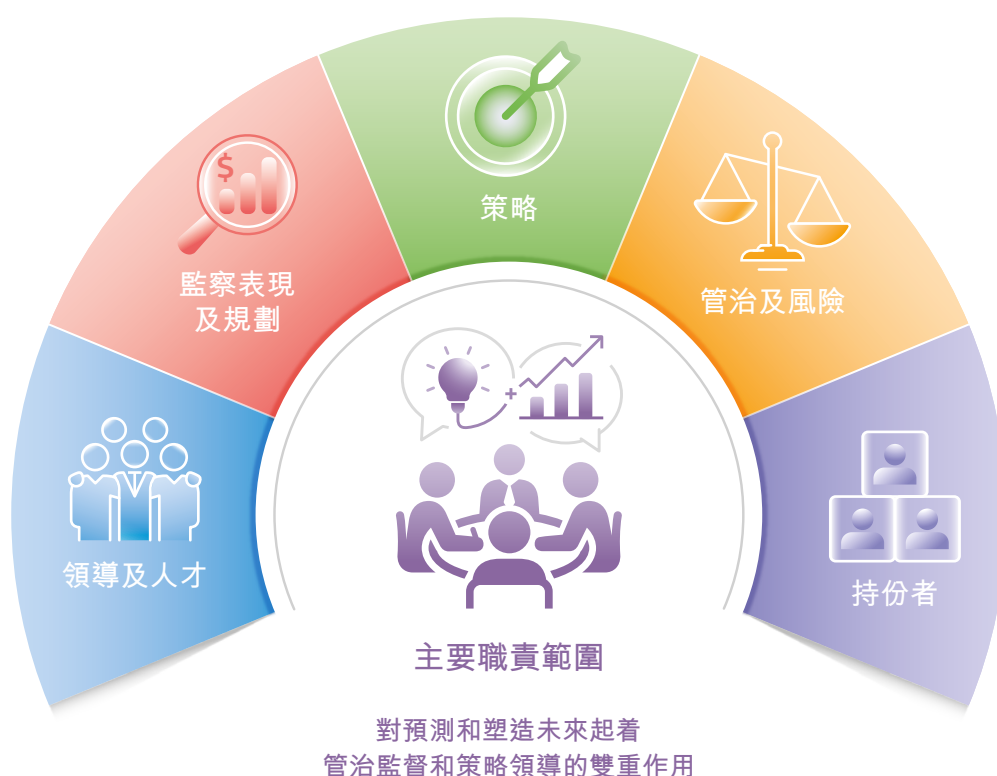 領導及人才
監察表現
及規劃
$
策略
管治及風險
持份者
主要職責範圍
對預測和塑造未來起着
管治監督和策略領導的雙重作用